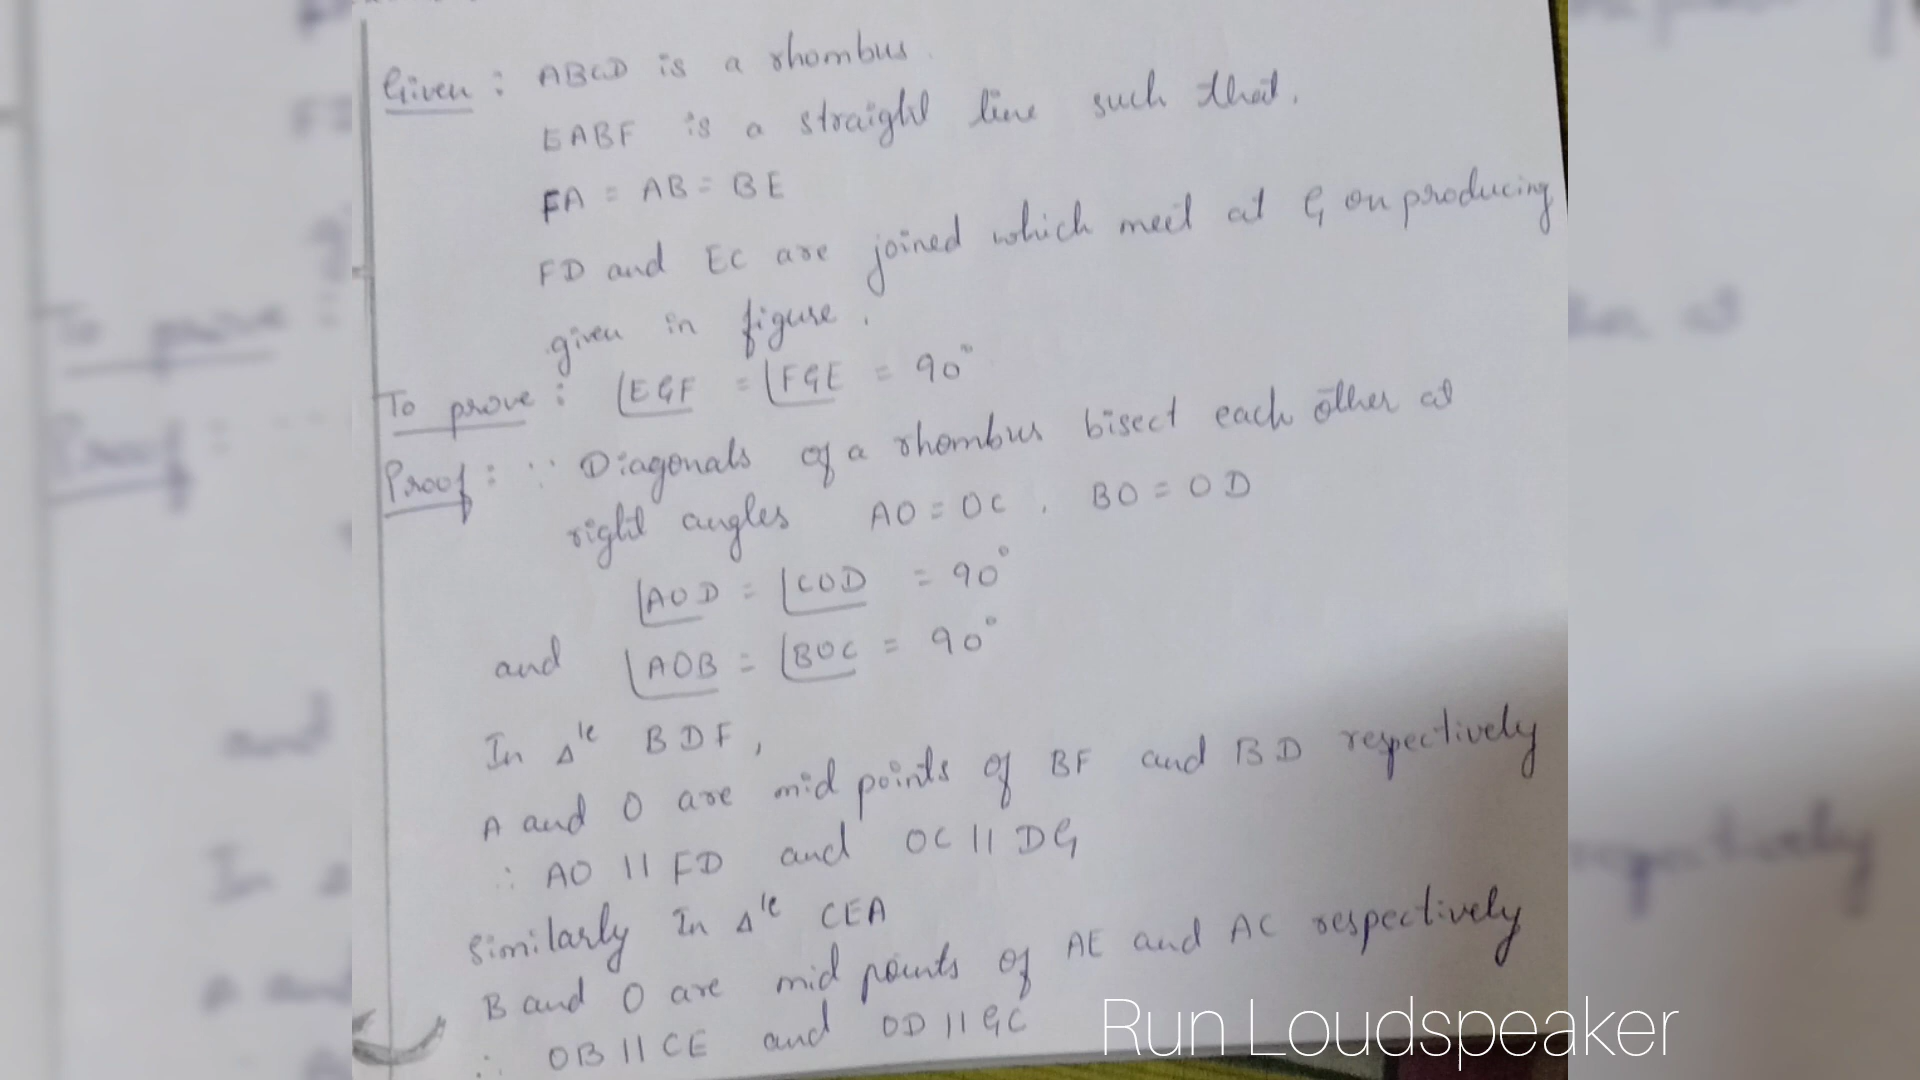 Given : ABCD is a rhombus.
EABF is a straight line such that.
FA = AB = BE
FD and EC are joined which meet at G on producing
given in figure.
To prove : ∠EGF = ∠FGE = 90°
Proof : ∵ Diagonals of a rhombus bisect each other at
right angles AO = OC, BO = OD
∠AOD = ∠COD = 90°
and ∠AOB = ∠BOC = 90°
In Δle BDF,
A and O are mid points of BF and BD respectively
∴ AO || FD and OC || DG
Similarly In Δle CEA
B and O are mid points of AE and AC respectively
∴ OB || CE and OD || GC
Run Loudspeaker